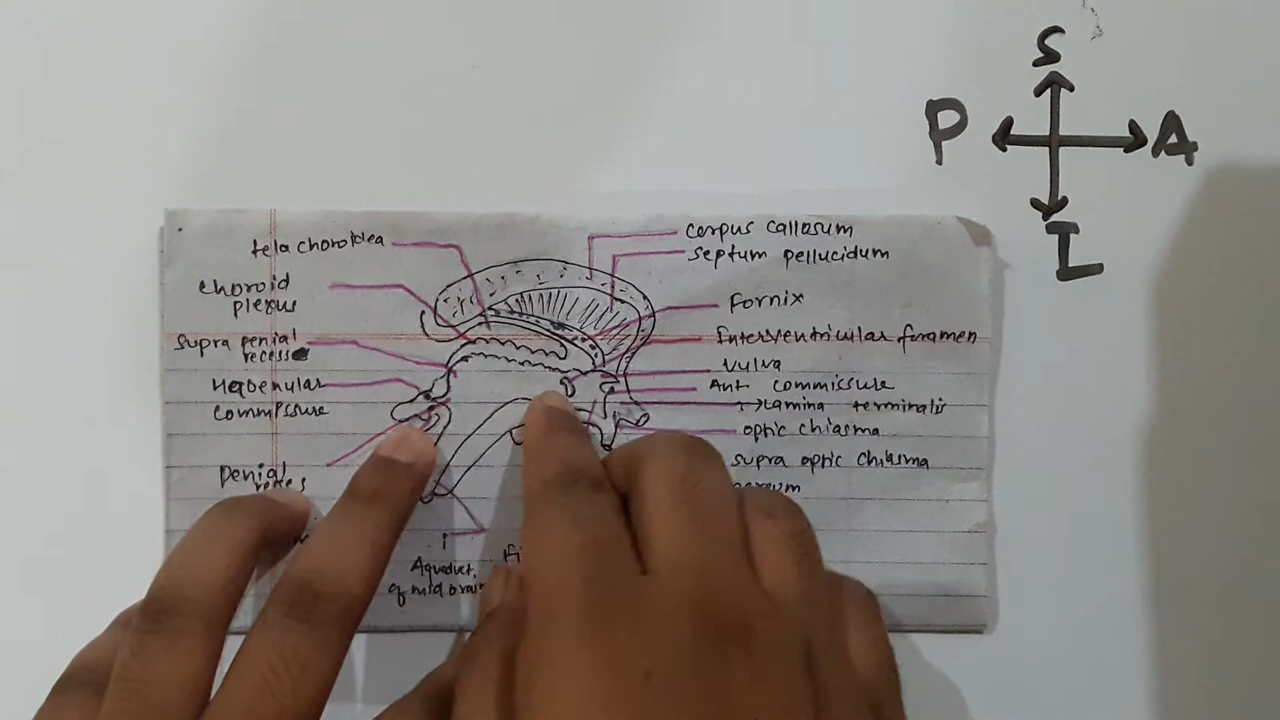 S
P A
I
tela choroidea
choroid
plexus
supra penial
recess
Habenular
commissure
penial
recess
Aqueduct
of mid brain
Corpus callosum
septum pellucidum
fornix
Interventricular foramen
vulva
Ant. commissure
lamina terminalis
optic chiasma
supra optic chiasma